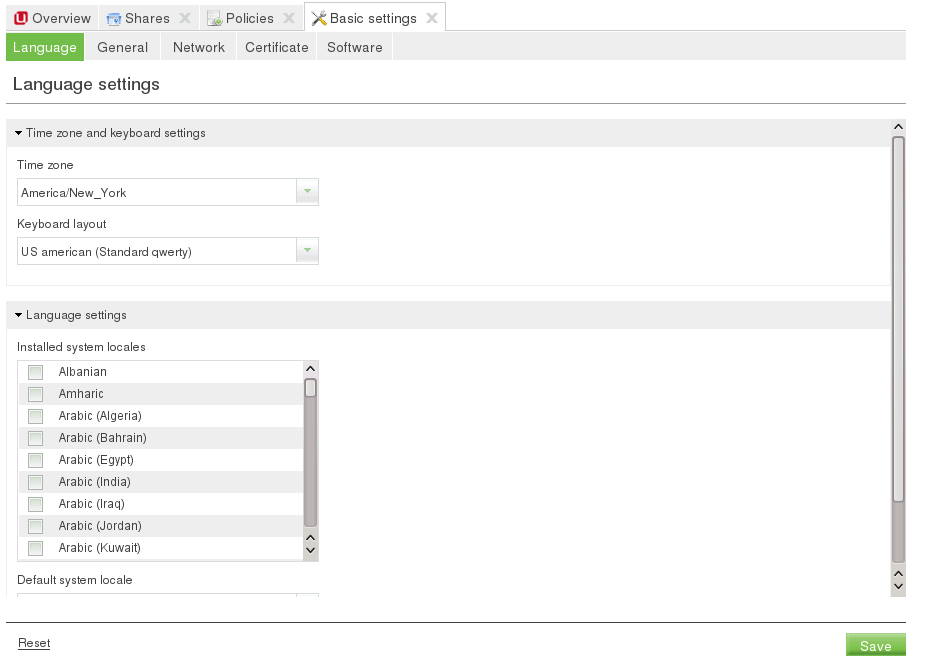 Overview Shares Policies Basic settings
Language General Network Certificate Software
Language settings
Time zone and keyboard settings
Time zone
America/New_York
Keyboard layout
US american (Standard qwerty)
Language settings
Installed system locales
Albanian
Amharic
Arabic (Algeria)
Arabic (Bahrain)
Arabic (Egypt)
Arabic (India)
Arabic (Iraq)
Arabic (Jordan)
Arabic (Kuwait)
Default system locale
Reset Save